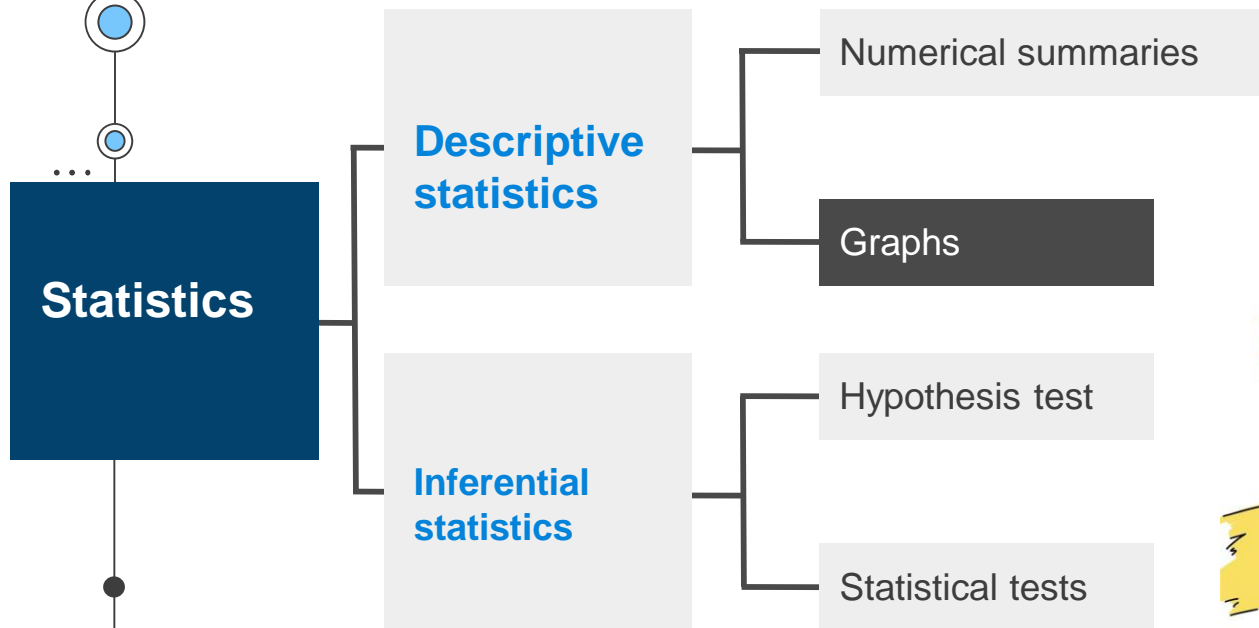 Statistics
Descriptive
statistics
Numerical summaries
Graphs
Inferential
statistics
Hypothesis test
Statistical tests